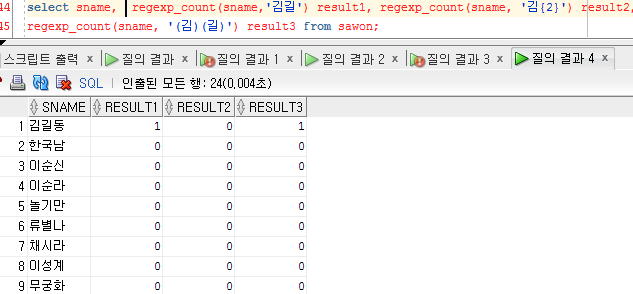 44 select sname, regexp_count(sname,'김길') result1, regexp_count(sname, '김{2}') result2,
45 regexp_count(sname, '(김)(길)') result3 from sawon;
스크립트 출력 × 질의 결과 × 질의 결과 1 × 질의 결과 2 × 질의 결과 3 × 질의 결과 4 ×
SQL | 인출된 모든 행: 24(0,004초)
SNAME RESULT1 RESULT2 RESULT3
1 김길동 1 0 1
2 한국남 0 0 0
3 이순신 0 0 0
4 이순라 0 0 0
5 놀기만 0 0 0
6 류별나 0 0 0
7 채시라 0 0 0
8 이성계 0 0 0
9 무궁화 0 0 0